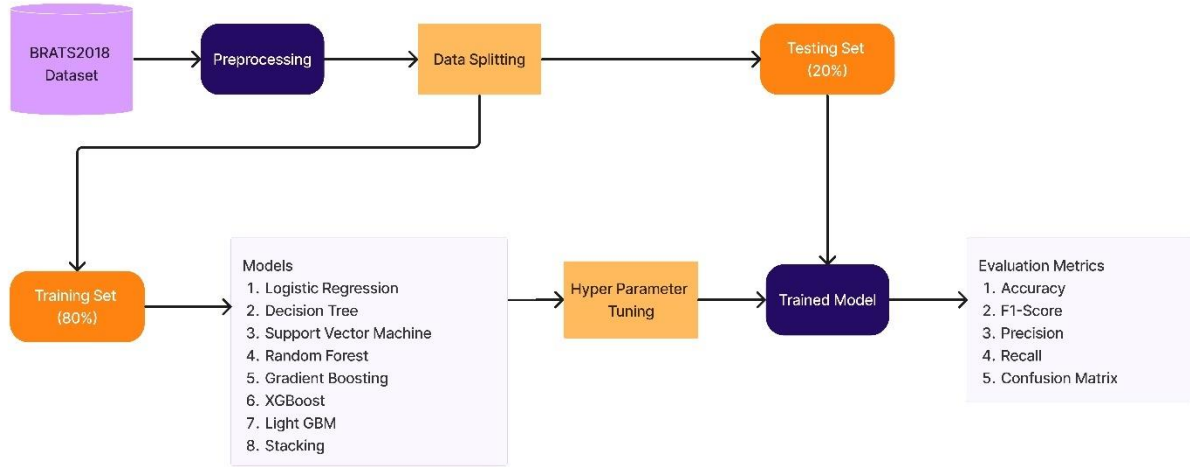 BRATS2018
Dataset
Preprocessing
Data Splitting
Testing Set
(20%)
Training Set
(80%)
Models
1. Logistic Regression
2. Decision Tree
3. Support Vector Machine
4. Random Forest
5. Gradient Boosting
6. XGBoost
7. Light GBM
8. Stacking
Hyper Parameter
Tuning
Trained Model
Evaluation Metrics
1. Accuracy
2. F1-Score
3. Precision
4. Recall
5. Confusion Matrix